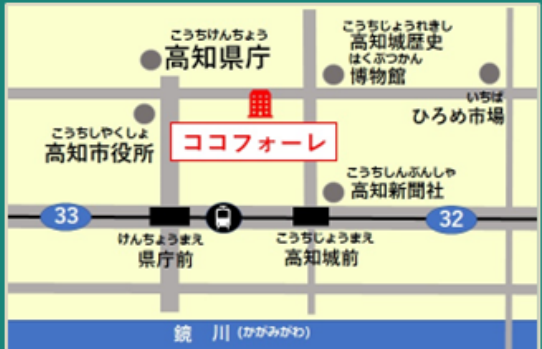 こうちけんちょう
高知県庁
こうちじょうれきし
高知城歴史
はくぶつかん
博物館
いちば
ひろめ市場
こうちしやくしょ
高知市役所
ココフォーレ
こうちしんぶんしゃ
高知新聞社
33
32
けんちょうまえ
県庁前
こうちじょうまえ
高知城前
鏡 川 (かがみがわ)